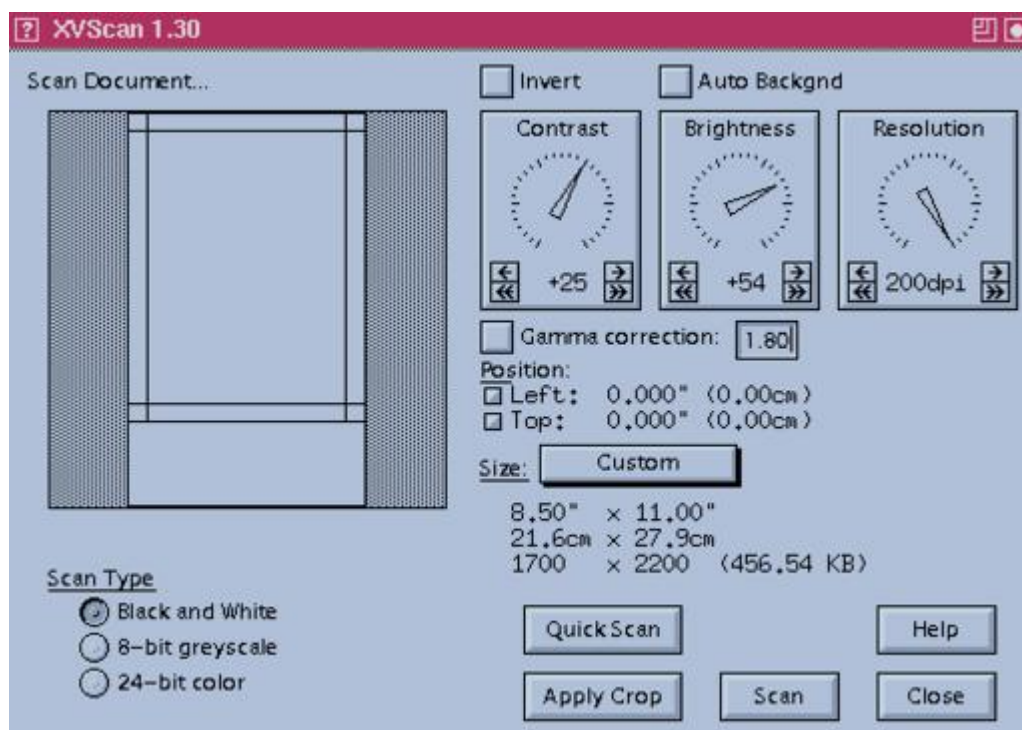 XVScan 1.30
Scan Document...
Invert
Auto Backgnd
Contrast
Brightness
Resolution
+25
+54
200dpi
Gamma correction: 1.80
Position:
Left: 0.000" (0.00cm)
Top: 0.000" (0.00cm)
Size: Custom
8.50" × 11.00"
21.6cm × 27.9cm
1700 × 2200 (456.54 KB)
Scan Type
Black and White
8-bit greyscale
24-bit color
Quick Scan
Help
Apply Crop
Scan
Close